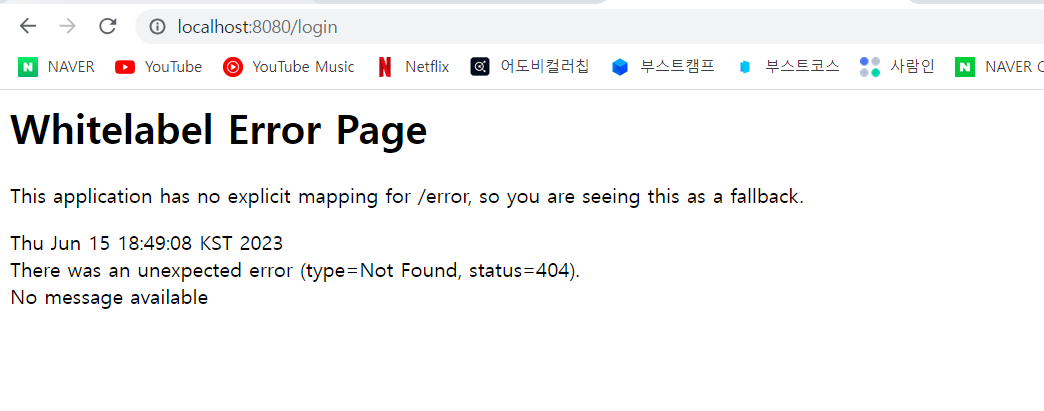 localhost:8080/login
NAVER YouTube YouTube Music Netflix 어도비컬러칩 부스트캠프 부스트코스 사람인 NAVER C
Whitelabel Error Page
This application has no explicit mapping for /error, so you are seeing this as a fallback.
Thu Jun 15 18:49:08 KST 2023
There was an unexpected error (type=Not Found, status=404).
No message available